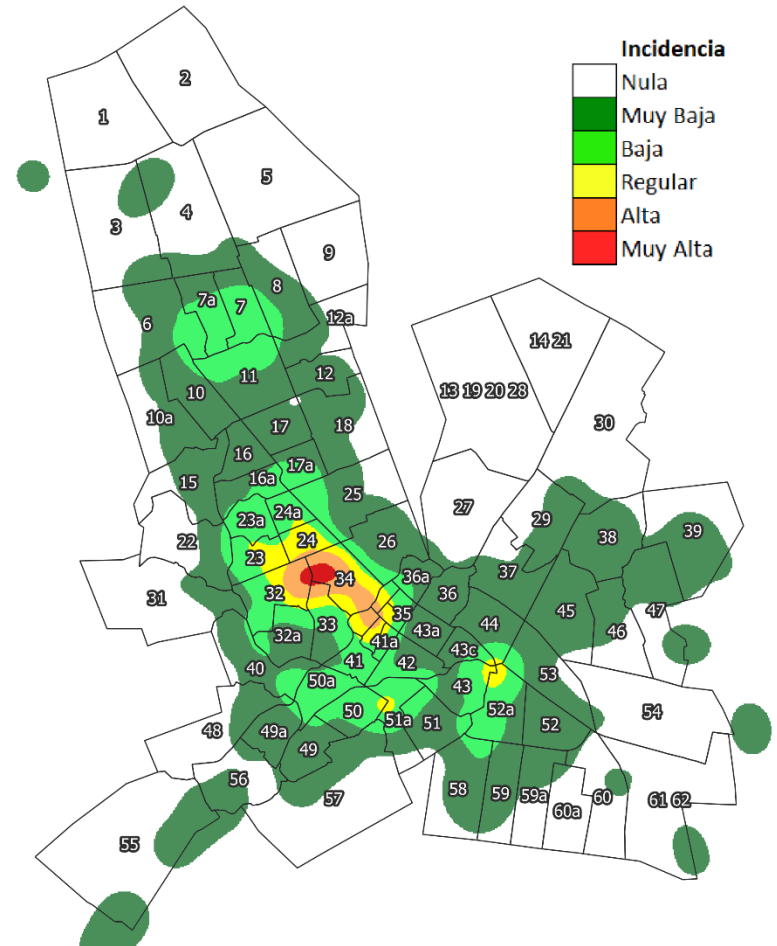 Incidencia
Nula
Muy Baja
Baja
Regular
Alta
Muy Alta
2
1
5
4
3
9
8
7a 7
6
12a
14 21
12
11
10
13 19 20 28
10a
30
17
18
16
17a
16a
15
25
27
24a
23a
29
38
39
24
26
22
23
37
34
36a
31
32
36
45
47
35
33
44
43a
46
32a
41a
43c
41
42
40
53
50a
43
52a
54
50
51a
51
52
48
49a
49
56
58
59
59a
60
57
61 62
60a
55